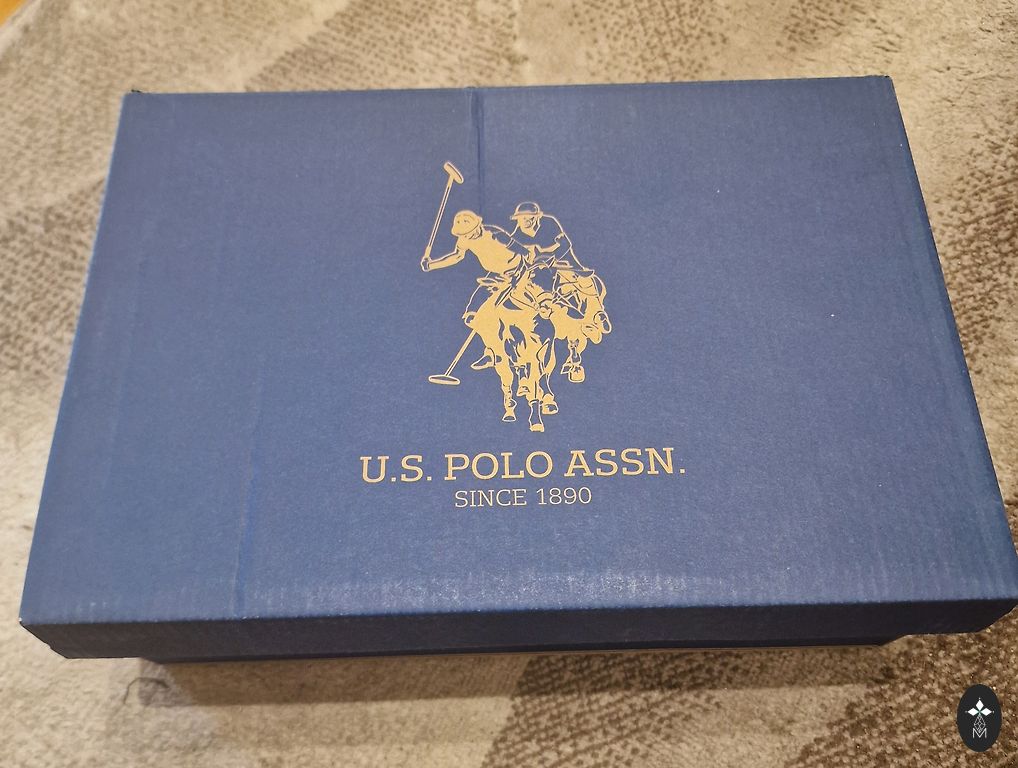 U.S. POLO ASSN.
SINCE 1890
M